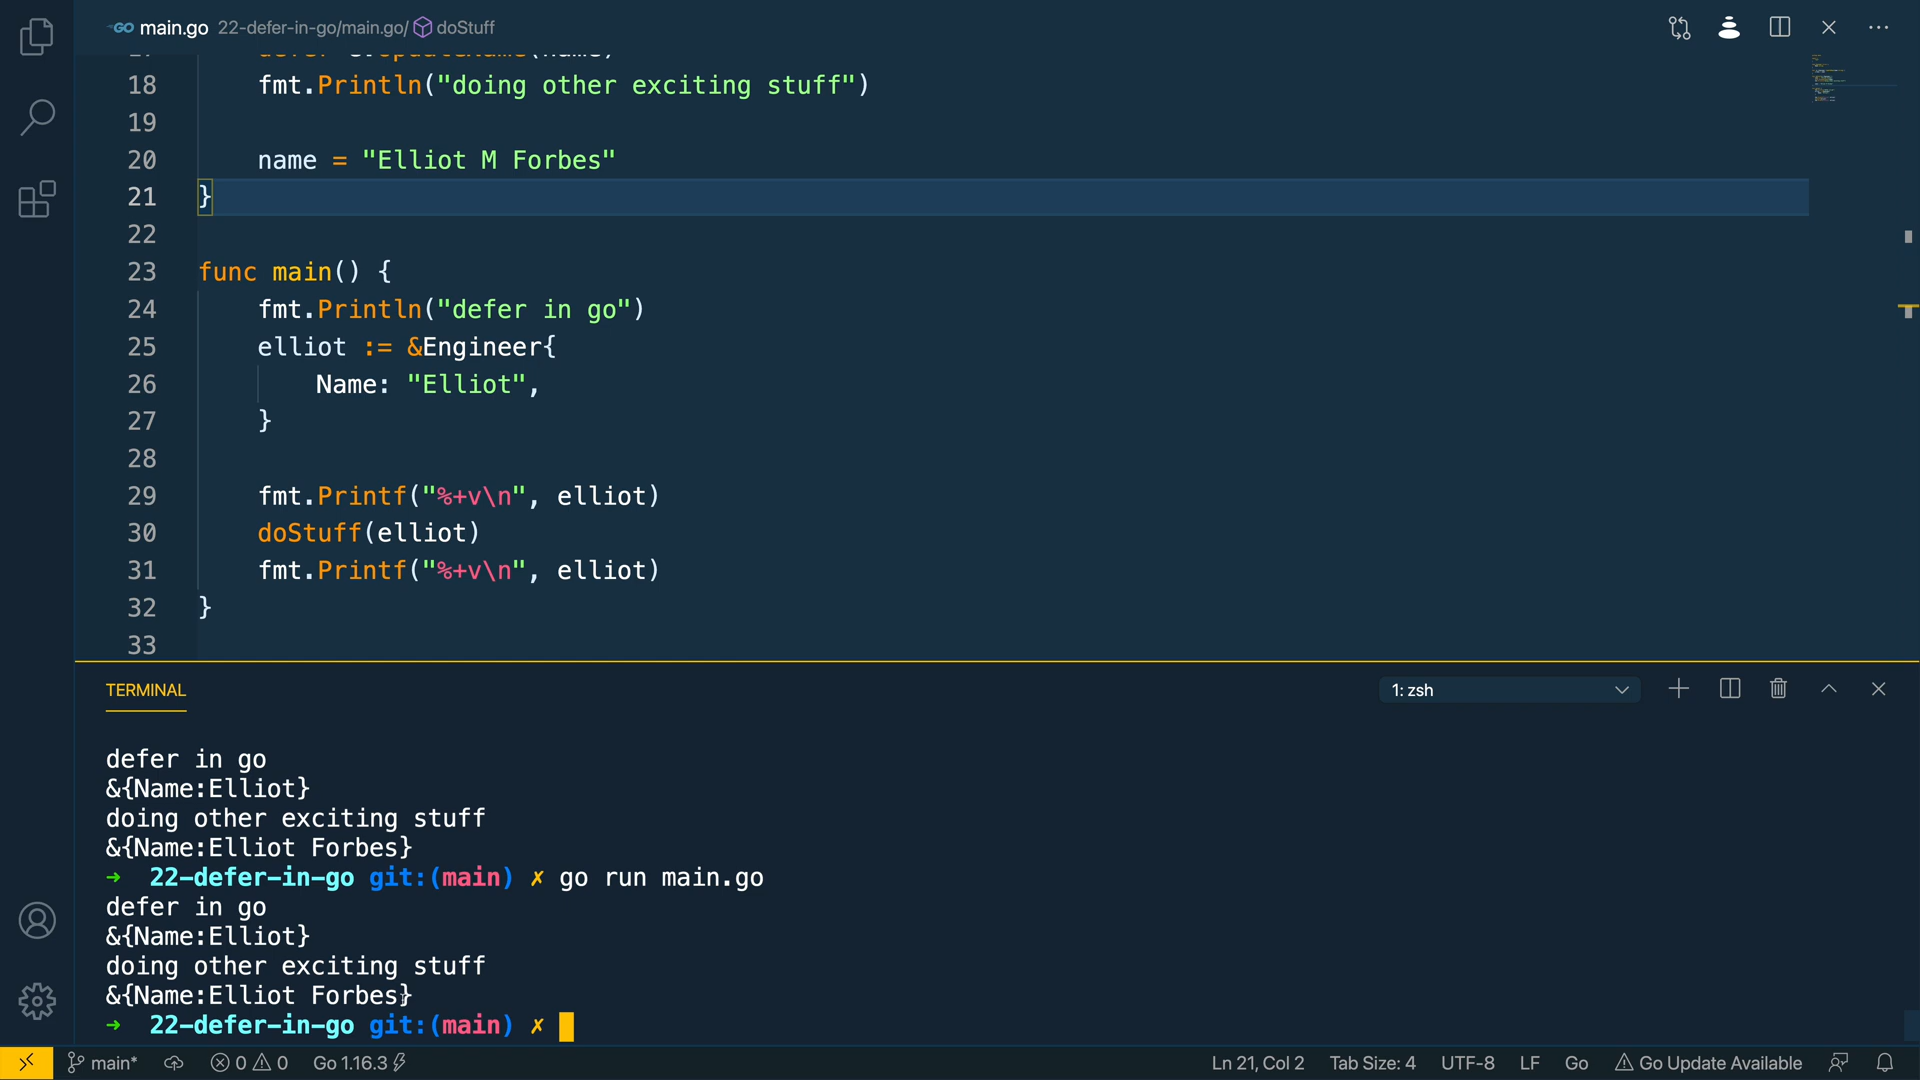 GO main.go 22-defer-in-go/main.go/ doStuff
18 fmt.Println("doing other exciting stuff")
19
20 name = "Elliot M Forbes"
21 }
22
23 func main() {
24 fmt.Println("defer in go")
25 elliot := &Engineer{
26 Name: "Elliot",
27 }
28
29 fmt.Printf("%+v\n", elliot)
30 doStuff(elliot)
31 fmt.Printf("%+v\n", elliot)
32 }
33
TERMINAL
1: zsh
defer in go
&{Name:Elliot}
doing other exciting stuff
&{Name:Elliot Forbes}
➜ 22-defer-in-go git:(main) ✗ go run main.go
defer in go
&{Name:Elliot}
doing other exciting stuff
&{Name:Elliot Forbes}
➜ 22-defer-in-go git:(main) ✗
main* 0 0 Go 1.16.3 Ln 21, Col 2 Tab Size: 4 UTF-8 LF Go Go Update Available